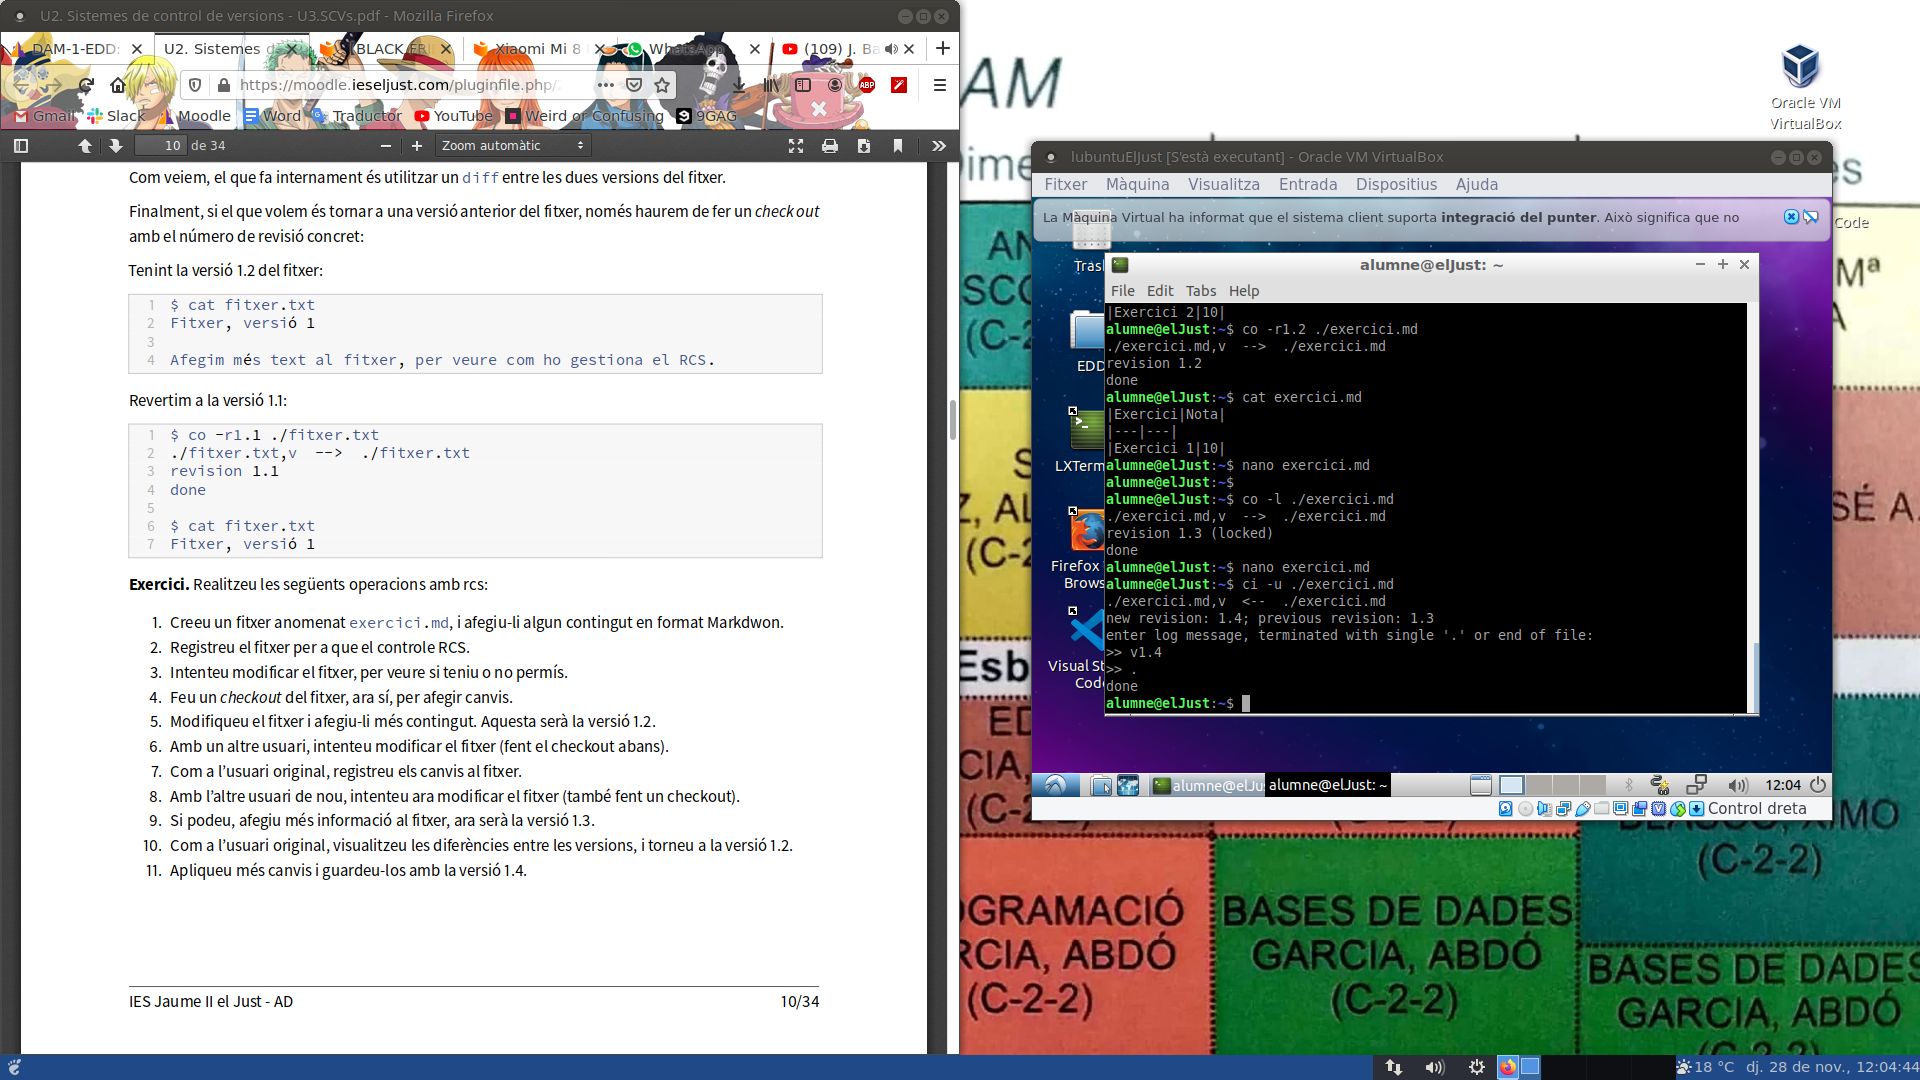 U2. Sistemes de control de versions - U3.SCVs.pdf - Mozilla Firefox
DAM-1-EDD:
U2. Sistemes d
Xiaomi Mi 8
WhatsApp
(109) J. Ba
https://moodle.ieseljust.com/pluginfile.php/
ABP
Gmail
Slack
Moodle
Word
Traductor
YouTube
Weird or Confusing
9GAG
10 de 34
Zoom automàtic
Com veiem, el que fa internament és utilitzar un diff entre les dues versions del fitxer.
Finalment, si el que volem és tornar a una versió anterior del fitxer, només haurem de fer un check out
amb el número de revisió concret:
Tenint la versió 1.2 del fitxer:
1 $ cat fitxer.txt
2 Fitxer, versió 1
3
4 Afegim més text al fitxer, per veure com ho gestiona el RCS.
Revertim a la versió 1.1:
1 $ co -r1.1 ./fitxer.txt
2 ./fitxer.txt,v --> ./fitxer.txt
3 revision 1.1
4 done
5
6 $ cat fitxer.txt
7 Fitxer, versió 1
Exercici. Realitzeu les següents operacions amb rcs:
1. Creeu un fitxer anomenat exercici.md, i afegiu-li algun contingut en format Markdwon.
2. Registreu el fitxer per a que el controle RCS.
3. Intenteu modificar el fitxer, per veure si teniu o no permís.
4. Feu un checkout del fitxer, ara sí, per afegir canvis.
5. Modifiqueu el fitxer i afegiu-li més contingut. Aquesta serà la versió 1.2.
6. Amb un altre usuari, intenteu modificar el fitxer (fent el checkout abans).
7. Com a l'usuari original, registreu els canvis al fitxer.
8. Amb l'altre usuari de nou, intenteu ara modificar el fitxer (també fent un checkout).
9. Si podeu, afegiu més informació al fitxer, ara serà la versió 1.3.
10. Com a l'usuari original, visualitzeu les diferències entre les versions, i torneu a la versió 1.2.
11. Apliqueu més canvis i guardeu-los amb la versió 1.4.
IES Jaume II el Just - AD
10/34
AM
Oracle VM
VirtualBox
Code
lubuntuElJust [S'està executant] - Oracle VM VirtualBox
Fitxer Màquina Visualitza Entrada Dispositius Ajuda
La Màquina Virtual ha informat que el sistema client suporta integració del punter. Això significa que no
Trash
EDD
LXTerm
Firefox
Brows
Visual St
Code
alumne@elJust: ~
File Edit Tabs Help
|Exercici 2|10|
alumne@elJust:~$ co -r1.2 ./exercici.md
./exercici.md,v --> ./exercici.md
revision 1.2
done
alumne@elJust:~$ cat exercici.md
|Exercici|Nota|
|---|---|
|Exercici 1|10|
alumne@elJust:~$ nano exercici.md
alumne@elJust:~$
alumne@elJust:~$ co -l ./exercici.md
./exercici.md,v --> ./exercici.md
revision 1.3 (locked)
done
alumne@elJust:~$ nano exercici.md
alumne@elJust:~$ ci -u ./exercici.md
./exercici.md,v <-- ./exercici.md
new revision: 1.4; previous revision: 1.3
enter log message, terminated with single '.' or end of file:
>> v1.4
>> .
done
alumne@elJust:~$
alumne@elJu
alumne@elJust: ~
12:04
Control dreta
(C-2-2)
OGRAMACIÓ
RCIA, ABDÓ
(C-2-2)
BASES DE DADES
GARCIA, ABDÓ
(C-2-2)
BASES DE DADES
GARCIA, ABDÓ
18 °C dj. 28 de nov., 12:04:44